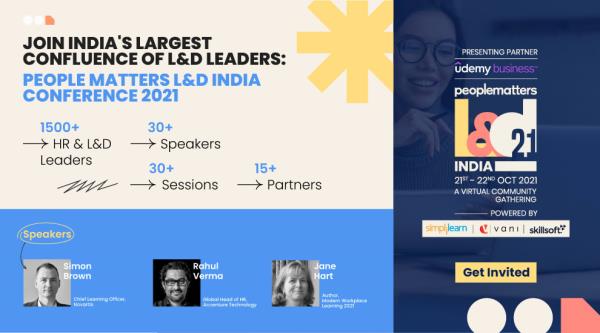 JOIN INDIA'S LARGEST
CONFLUENCE OF L&D LEADERS:
PEOPLE MATTERS L&D INDIA
CONFERENCE 2021
1500+
HR & L&D
Leaders
30+
Speakers
30+
Sessions
15+
Partners
Speakers
Simon
Brown
Chief Learning Officer,
Novartis
Rahul
Verma
Global Head of HR,
Accenture Technology
Jane
Hart
Author,
Modern Workplace
Learning 2021
PRESENTING PARTNER
udemy business
peoplematters
l&d
21
INDIA
21ST - 22ND OCT 2021
A VIRTUAL COMMUNITY
GATHERING
POWERED BY
simplilearn | vani | skillsoft
Get Invited